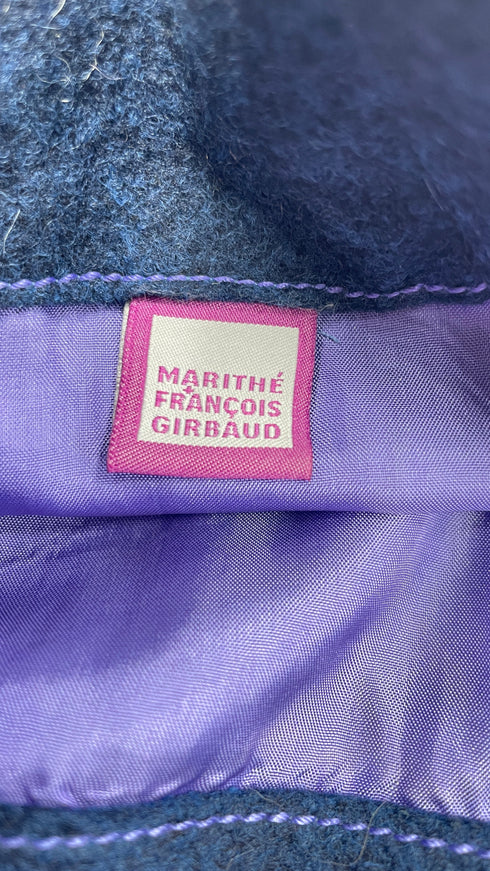 MARITHÉ
+
FRANÇOIS
GIRBAUD